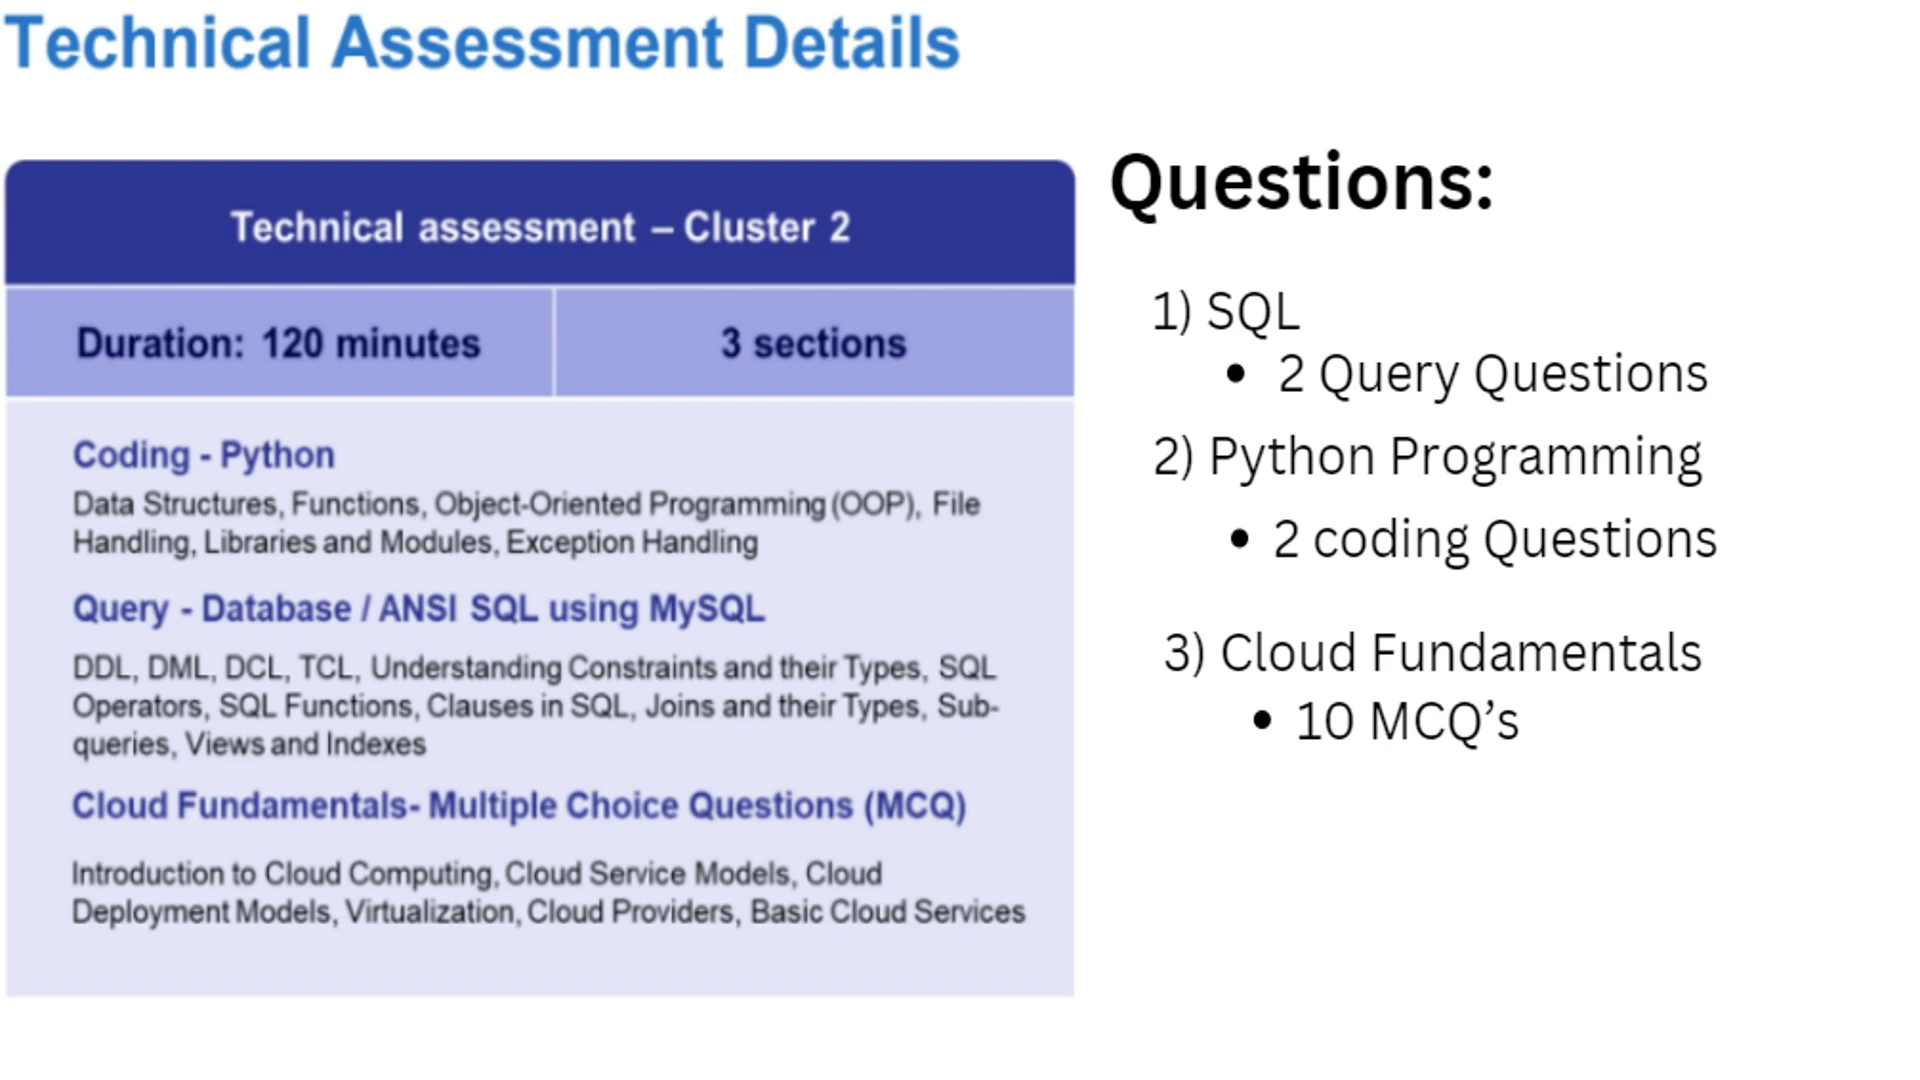 Technical Assessment Details
Technical assessment – Cluster 2
Duration: 120 minutes
3 sections
Coding - Python
Data Structures, Functions, Object-Oriented Programming (OOP), File
Handling, Libraries and Modules, Exception Handling
Query - Database / ANSI SQL using MySQL
DDL, DML, DCL, TCL, Understanding Constraints and their Types, SQL
Operators, SQL Functions, Clauses in SQL, Joins and their Types, Sub-
queries, Views and Indexes
Cloud Fundamentals- Multiple Choice Questions (MCQ)
Introduction to Cloud Computing, Cloud Service Models, Cloud
Deployment Models, Virtualization, Cloud Providers, Basic Cloud Services
Questions:
1) SQL
• 2 Query Questions
2) Python Programming
• 2 coding Questions
3) Cloud Fundamentals
• 10 MCQ’s